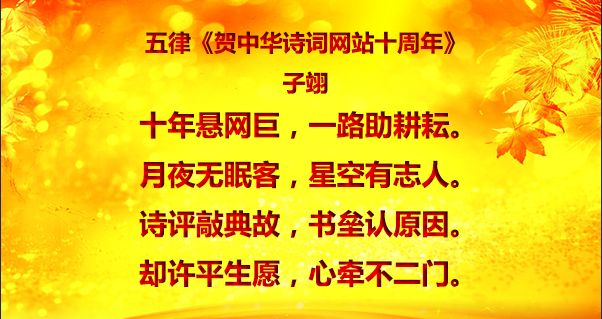 五律《贺中华诗词网站十周年》
子翊
十年悬网巨，一路助耕耘。
月夜无眠客，星空有志人。
诗评敲典故，书垒认原因。
却许平生愿，心牵不二门。